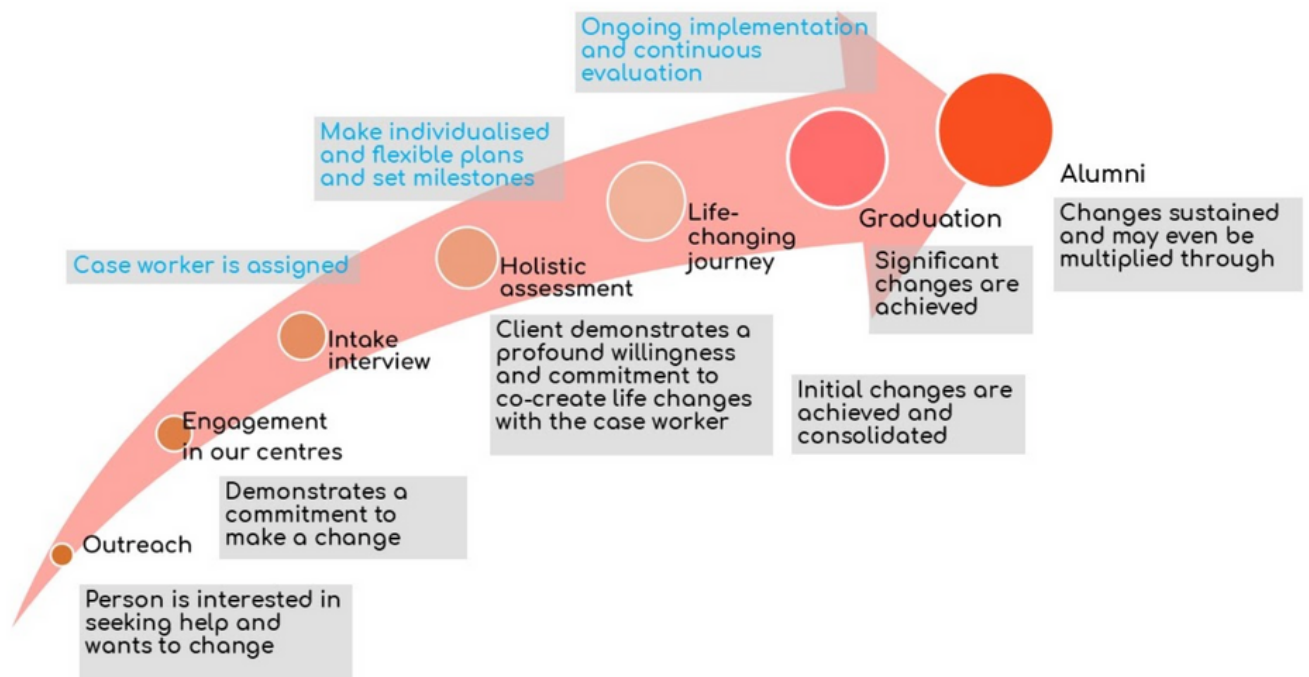 Ongoing implementation
and continuous
evaluation
Make individualised
and flexible plans
and set milestones
Case worker is assigned
Alumni
Changes sustained
and may even be
multiplied through
Graduation
Significant
changes are
achieved
Life-
changing
journey
Initial changes are
achieved and
consolidated
Holistic
assessment
Client demonstrates a
profound willingness
and commitment to
co-create life changes
with the case worker
Intake
interview
Engagement
in our centres
Demonstrates a
commitment to
make a change
Outreach
Person is interested in
seeking help and
wants to change